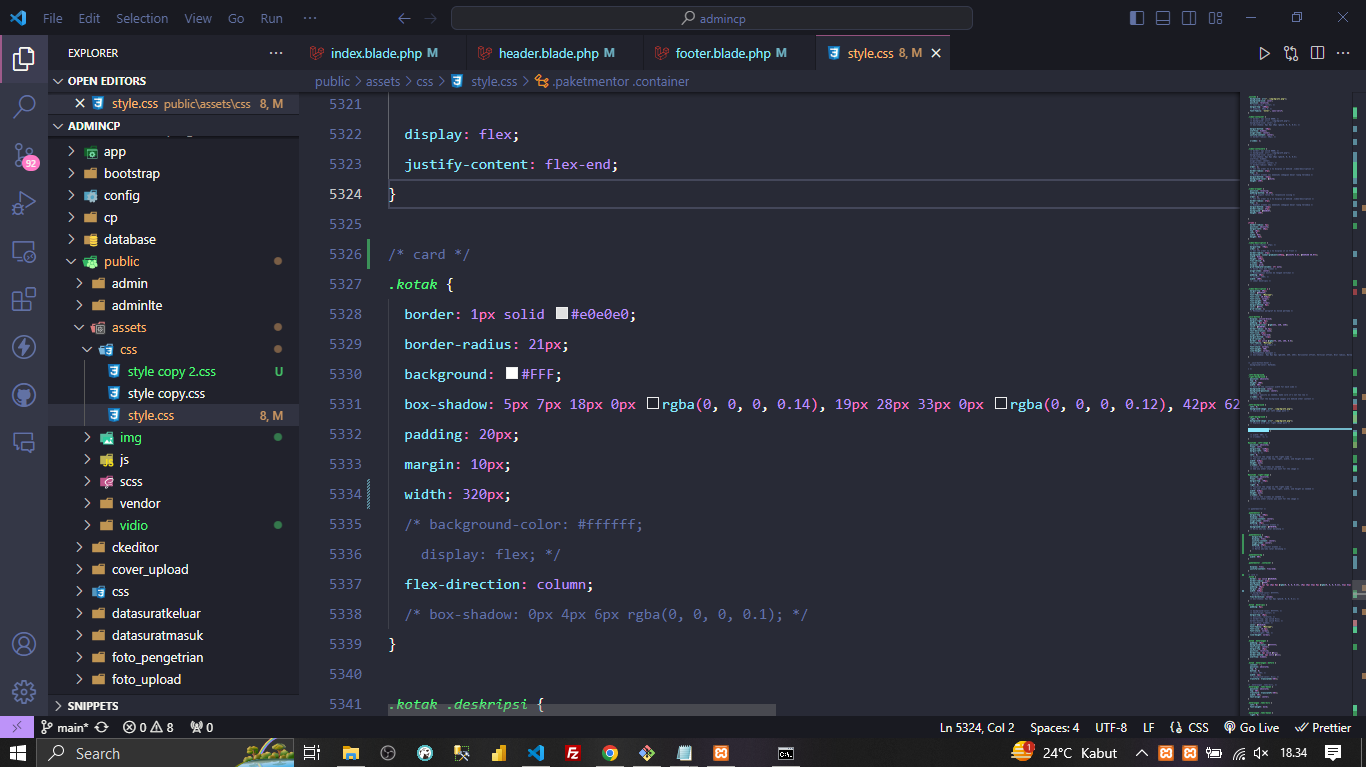 File Edit Selection View Go Run ··· admincp
EXPLORER ···
index.blade.php M header.blade.php M footer.blade.php M style.css 8, M
OPEN EDITORS
public > assets > css > style.css > .paketmentor .container
style.css public\assets\css 8, M
ADMINCP
app
bootstrap
config
cp
database
public
admin
adminlte
assets
css
style copy 2.css U
style copy.css
style.css 8, M
img
js
scss
vendor
vidio
ckeditor
cover_upload
css
datasuratkeluar
datasuratmasuk
foto_pengetrian
foto_upload
SNIPPETS
92
5321
5322 display: flex;
5323 justify-content: flex-end;
5324 }
5325
5326 /* card */
5327 .kotak {
5328 border: 1px solid #e0e0e0;
5329 border-radius: 21px;
5330 background: #FFF;
5331 box-shadow: 5px 7px 18px 0px rgba(0, 0, 0, 0.14), 19px 28px 33px 0px rgba(0, 0, 0, 0.12), 42px 62
5332 padding: 20px;
5333 margin: 10px;
5334 width: 320px;
5335 /* background-color: #ffffff;
5336 display: flex; */
5337 flex-direction: column;
5338 /* box-shadow: 0px 4px 6px rgba(0, 0, 0, 0.1); */
5339 }
5340
5341 .kotak .deskripsi {
main* 0 8 0 Ln 5324, Col 2 Spaces: 4 UTF-8 LF CSS Go Live Prettier
Search 1 24°C Kabut 18.34